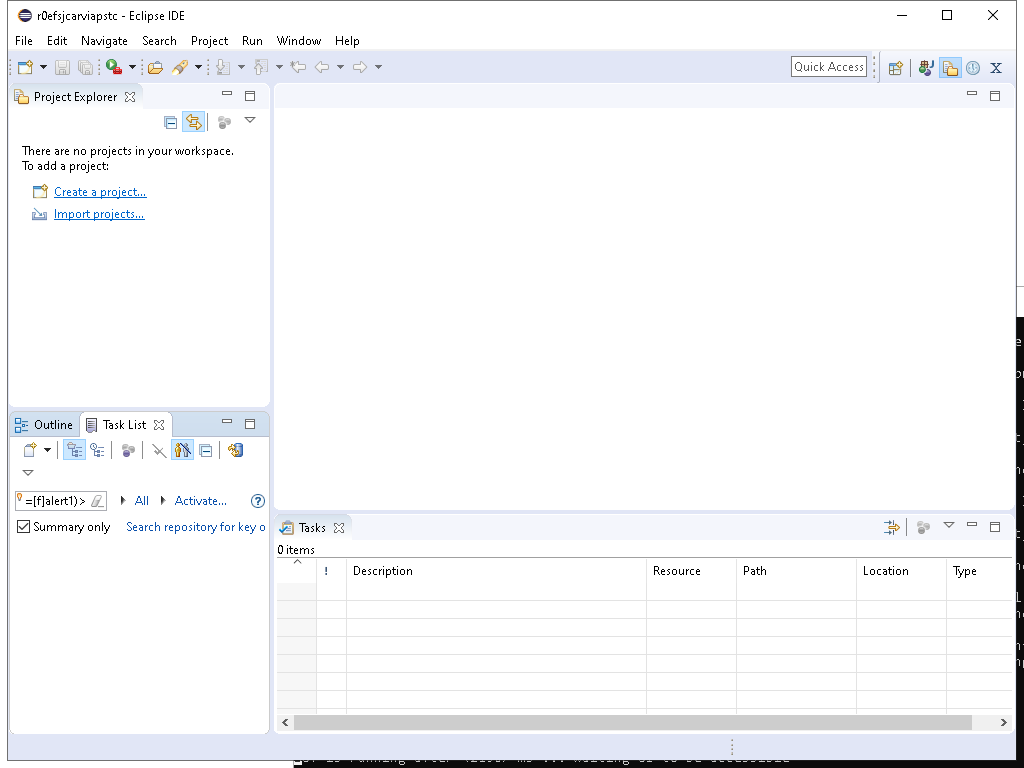 r0efsjcarviapstc - Eclipse IDE
File Edit Navigate Search Project Run Window Help
Quick Access
X
Project Explorer
There are no projects in your workspace.
To add a project:
Create a project...
Import projects...
Outline Task List
=[f]alert1)> All Activate...
?
Summary only Search repository for key o
Tasks
0 items
! Description Resource Path Location Type